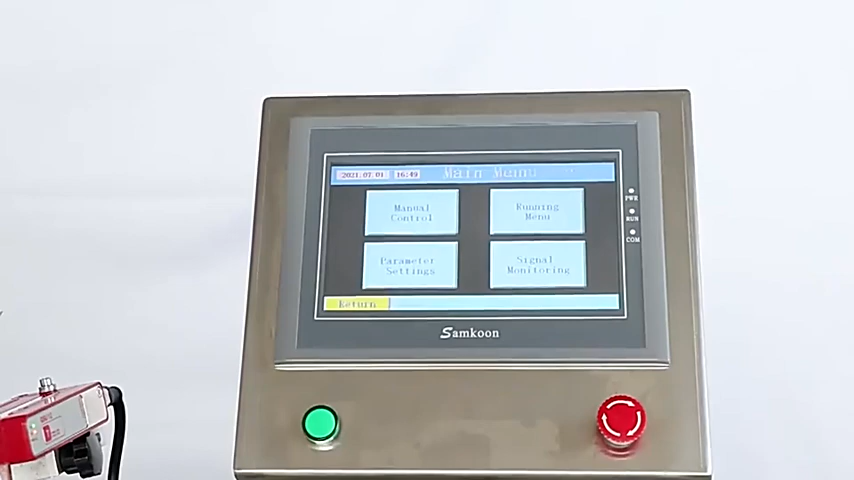 2021.07.01 16:49 Main Menu
Manual
Control
Running
Menu
Parameter
Settings
Signal
Monitoring
Return
PWR
RUN
COM
Samkoon